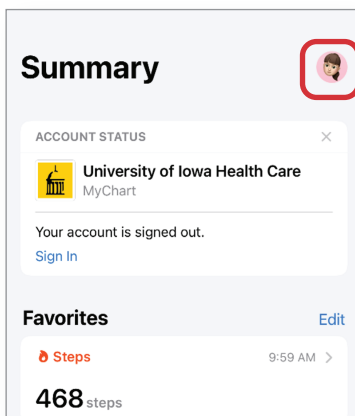 Summary
ACCOUNT STATUS
University of Iowa Health Care
MyChart
Your account is signed out.
Sign In
Favorites Edit
Steps 9:59 AM
468 steps